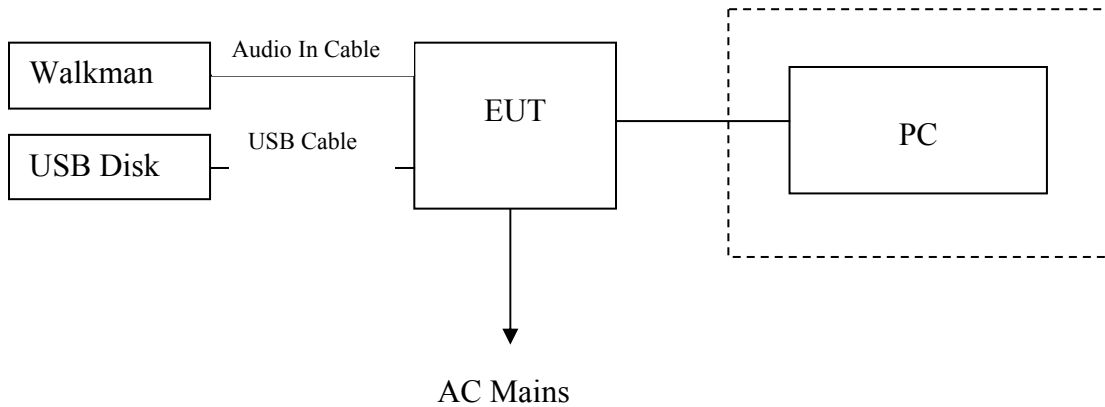 Walkman
Audio In Cable
EUT
PC
USB Disk
USB Cable
AC Mains